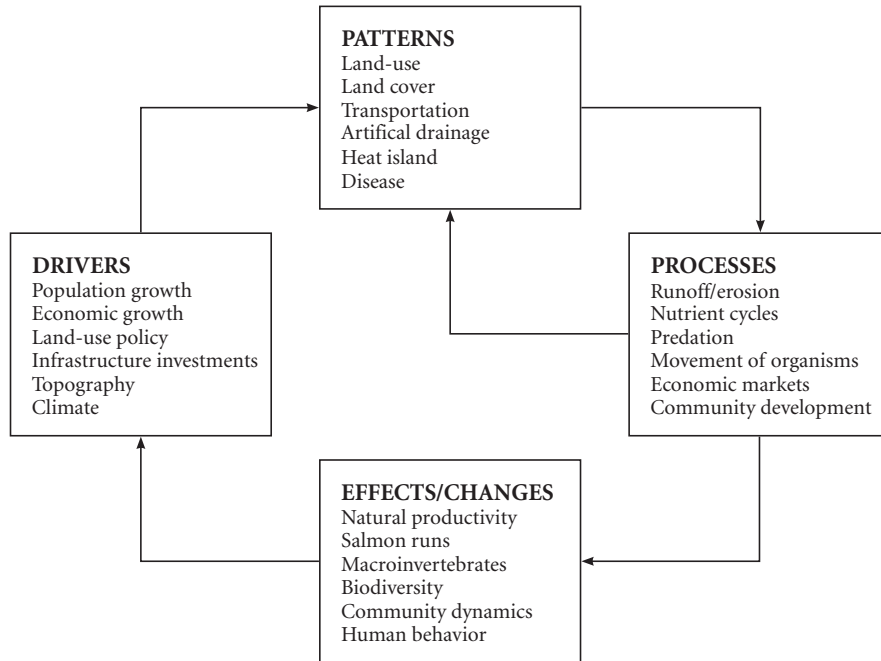 PATTERNS
Land-use
Land cover
Transportation
Artifical drainage
Heat island
Disease
DRIVERS
Population growth
Economic growth
Land-use policy
Infrastructure investments
Topography
Climate
PROCESSES
Runoff/erosion
Nutrient cycles
Predation
Movement of organisms
Economic markets
Community development
EFFECTS/CHANGES
Natural productivity
Salmon runs
Macroinvertebrates
Biodiversity
Community dynamics
Human behavior